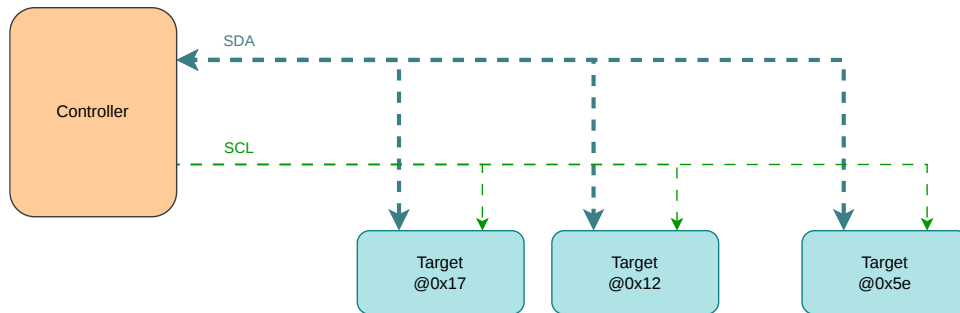 SDA
Controller
SCL
Target
@0x17
Target
@0x12
Target
@0x5e